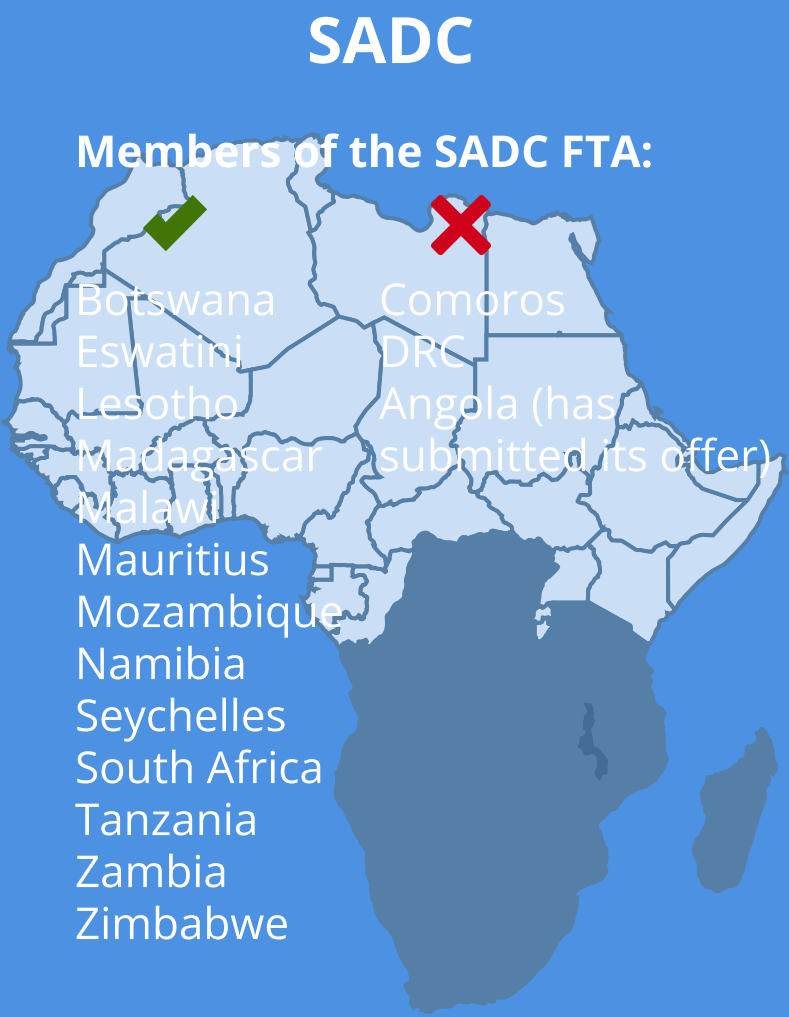 SADC
Members of the SADC FTA:
Botswana
Eswatini
Lesotho
Madagascar
Malawi
Mauritius
Mozambique
Namibia
Seychelles
South Africa
Tanzania
Zambia
Zimbabwe
Comoros
DRC
Angola (has
submitted its offer)